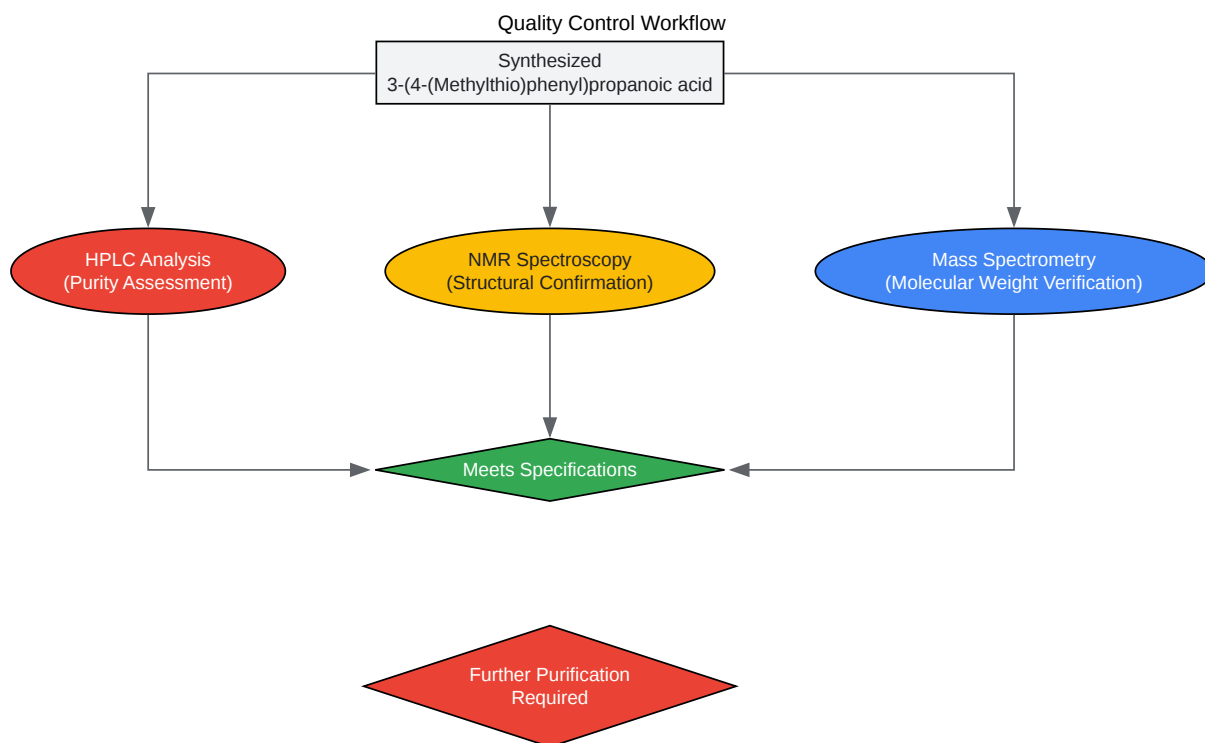 Quality Control Workflow
Synthesized
3-(4-(Methylthio)phenyl)propanoic acid
HPLC Analysis
(Purity Assessment)
NMR Spectroscopy
(Structural Confirmation)
Mass Spectrometry
(Molecular Weight Verification)
Meets Specifications
Further Purification
Required